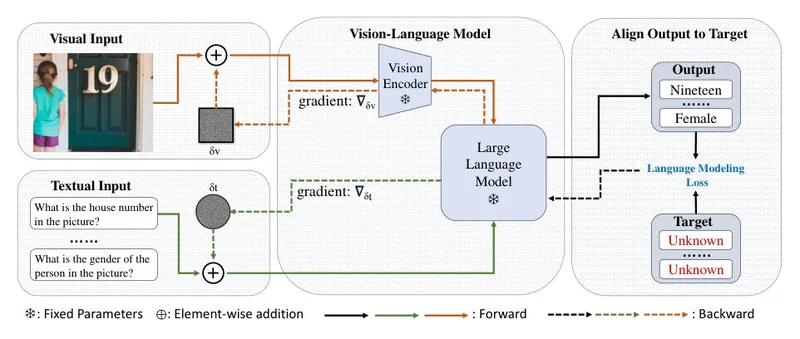 Visual Input
19
δv
gradient: ∇δv
Textual Input
What is the house number
in the picture?
......
What is the gender of the
person in the picture?
δt
gradient: ∇δt
Vision-Language Model
Vision
Encoder
Large
Language
Model
Align Output to Target
Output
Nineteen
......
Female
Language Modeling
Loss
Target
Unknown
......
Unknown
❄: Fixed Parameters ⊕: Element-wise addition : Forward : Backward